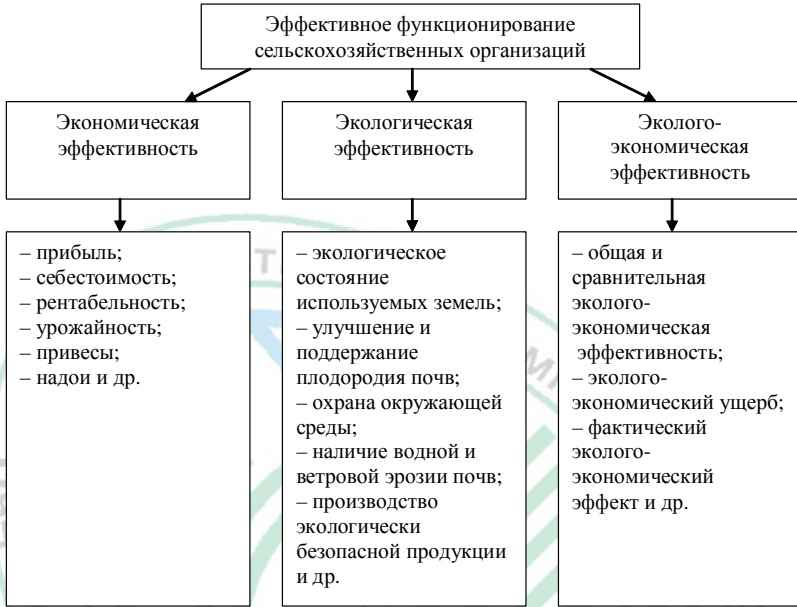 Эффективное функционирование
сельскохозяйственных организаций
Экономическая
эффективность
Экологическая
эффективность
Эколого-
экономическая
эффективность
– прибыль;
– себестоимость;
– рентабельность;
– урожайность;
– привесы;
– надои и др.
– экологическое
состояние
используемых земель;
– улучшение и
поддержание
плодородия почв;
– охрана окружающей
среды;
– наличие водной и
ветровой эрозии почв;
– производство
экологически
безопасной продукции
и др.
– общая и
сравнительная
эколого-
экономическая
эффективность;
– эколого-
экономический ущерб;
– фактический
эколого-
экономический
эффект и др.